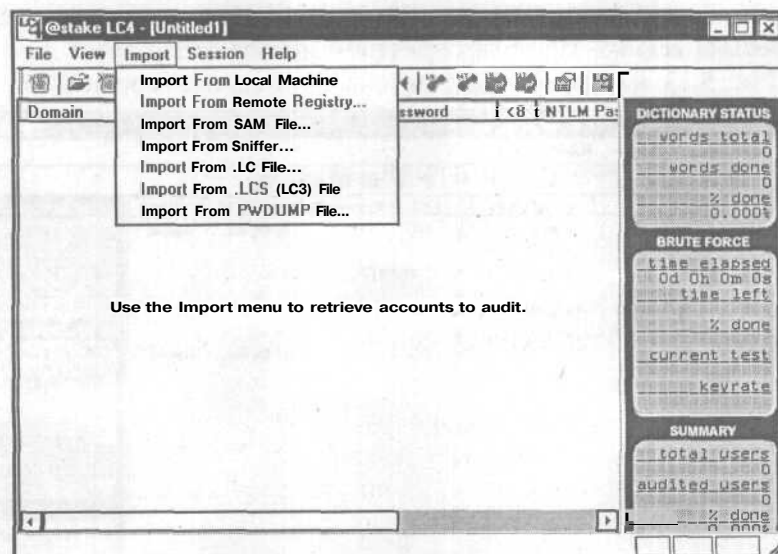 @stake LC4 - [Untitled1]
File View Import Session Help
Import From Local Machine
Import From Remote Registry...
Import From SAM File...
Import From Sniffer...
Import From .LC File...
Import From .LCS (LC3) File
Import From PWDUMP File...
Domain ssword <8 NTLM Pa
Use the Import menu to retrieve accounts to audit.
DICTIONARY STATUS
words total
0
words done
0
% done
0.000%
BRUTE FORCE
time elapsed
0d 0h 0m 0s
time left
% done
current test
keyrate
SUMMARY
total users
0
audited users
0
% done